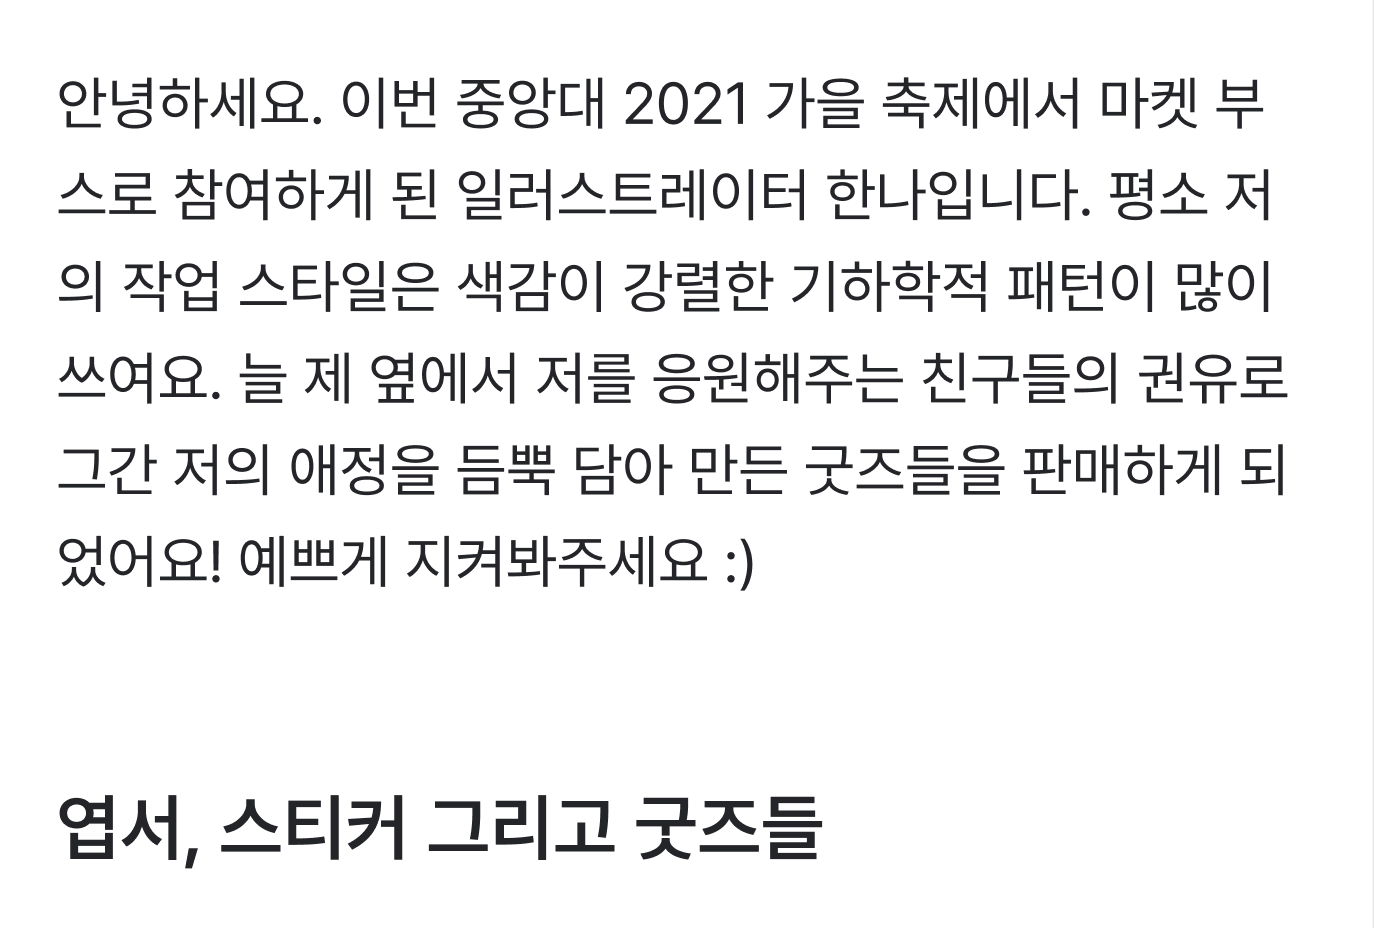 안녕하세요. 이번 중앙대 2021 가을 축제에서 마켓 부
스로 참여하게 된 일러스트레이터 한나입니다. 평소 저
의 작업 스타일은 색감이 강렬한 기하학적 패턴이 많이
쓰여요. 늘 제 옆에서 저를 응원해주는 친구들의 권유로
그간 저의 애정을 듬뿍 담아 만든 굿즈들을 판매하게 되
었어요! 예쁘게 지켜봐주세요 :)
엽서, 스티커 그리고 굿즈들